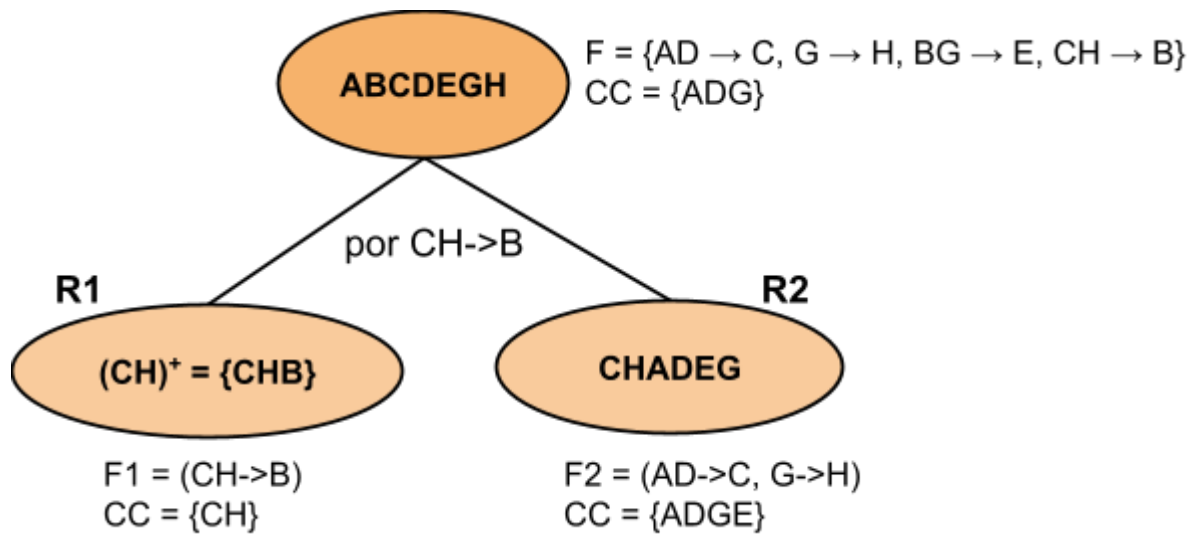 ABCDEGH
F = {AD → C, G → H, BG → E, CH → B}
CC = {ADG}
por CH->B
R1
R2
(CH)⁺ = {CHB}
CHADEG
F1 = (CH->B)
CC = {CH}
F2 = (AD->C, G->H)
CC = {ADGE}